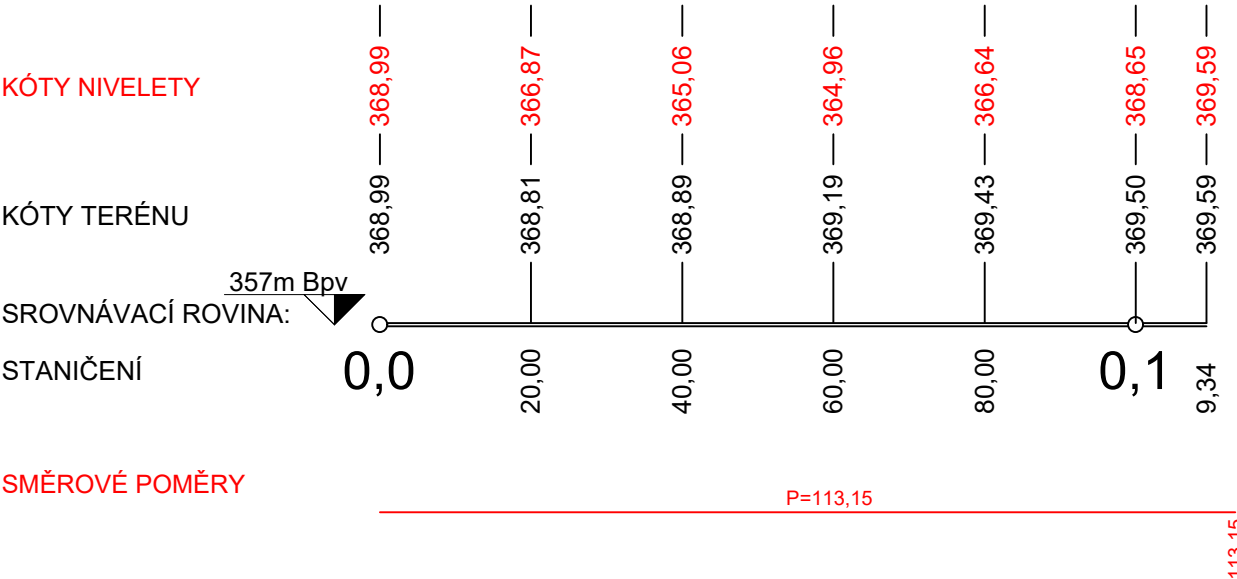 KÓTY NIVELETY 368,99 366,87 365,06 364,96 366,64 368,65 369,59
KÓTY TERÉNU 368,99 368,81 368,89 369,19 369,43 369,50 369,59
357m Bpv
SROVNÁVACÍ ROVINA:
STANIČENÍ 0,0 20,00 40,00 60,00 80,00 0,1 9,34
SMĚROVÉ POMĚRY
P=113,15
113,15